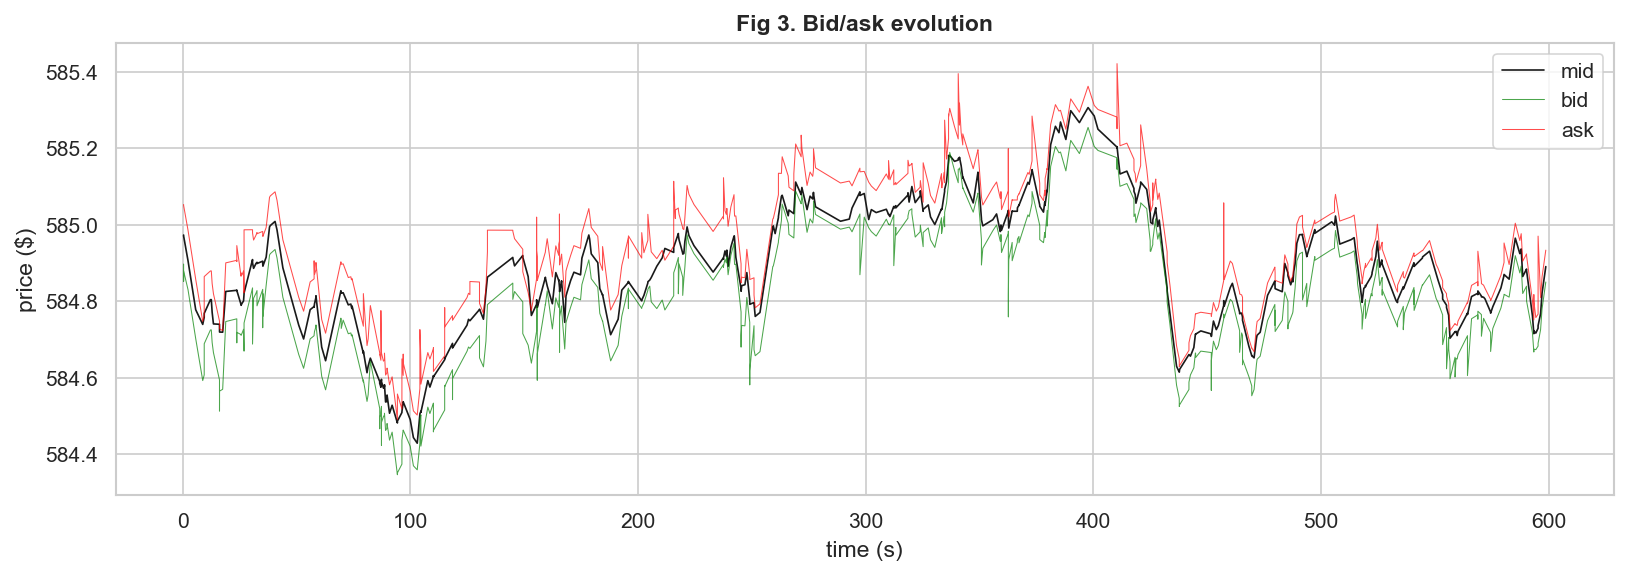 Fig 3. Bid/ask evolution
585.4
585.2
585.0
584.8
584.6
584.4
price ($)
mid
bid
ask
0 100 200 300 400 500 600
time (s)